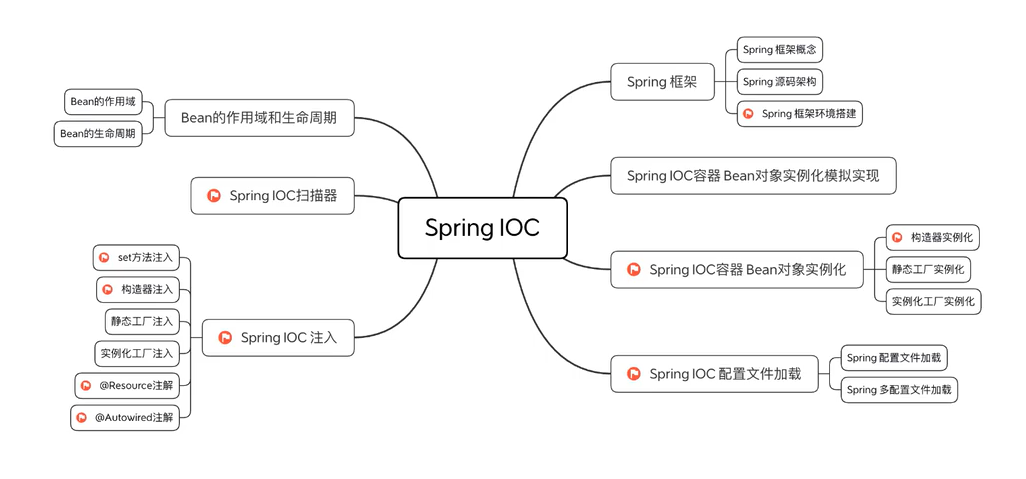 Spring IOC
Spring 框架
Spring 框架概念
Spring 源码架构
Spring 框架环境搭建
Spring IOC容器 Bean对象实例化模拟实现
Spring IOC容器 Bean对象实例化
构造器实例化
静态工厂实例化
实例化工厂实例化
Spring IOC 配置文件加载
Spring 配置文件加载
Spring 多配置文件加载
Bean的作用域和生命周期
Bean的作用域
Bean的生命周期
Spring IOC扫描器
Spring IOC 注入
set方法注入
构造器注入
静态工厂注入
实例化工厂注入
@Resource注解
@Autowired注解